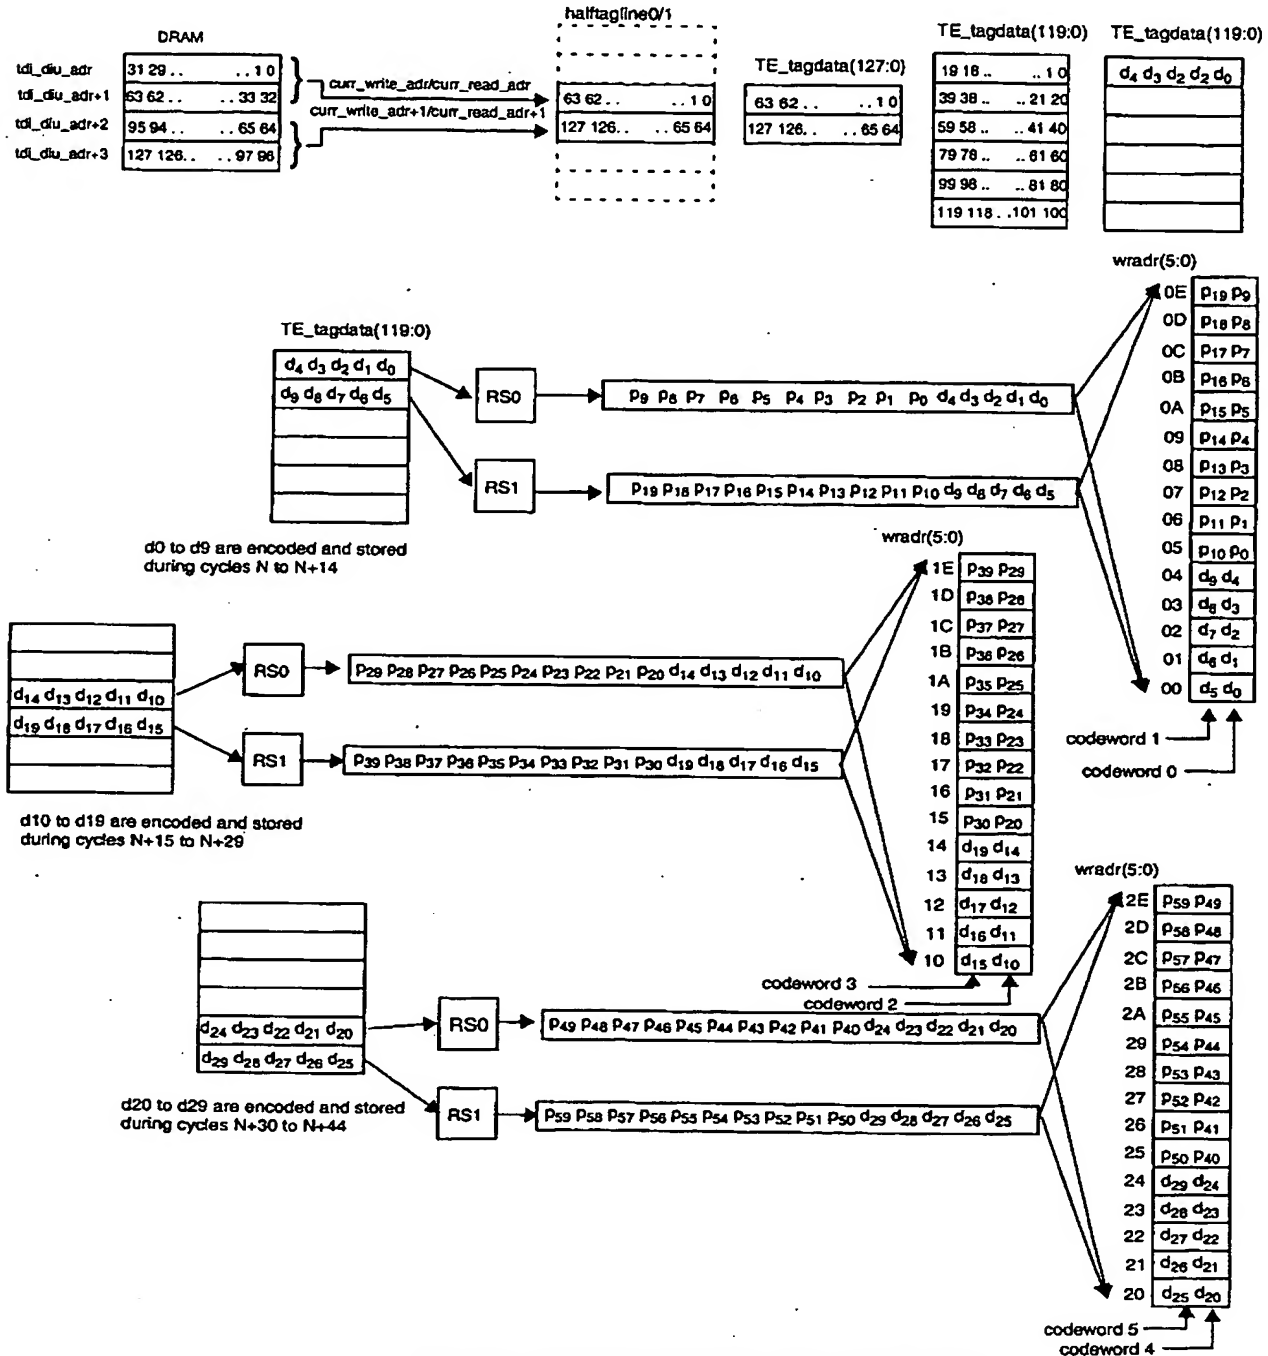 halftagline0/1
DRAM
TE_tagdata(119:0)
TE_tagdata(119:0)
tdi_diu_adr
31 29 . . . . 1 0
curr_write_adr/curr_read_adr
TE_tagdata(127:0)
19 18 . . . . 1 0
d4 d3 d2 d2 d0
tdi_diu_adr+1
63 62 . . . . 33 32
63 62 . . . . 1 0
63 62 . . . . 1 0
39 38 . . . . 21 20
curr_write_adr+1/curr_read_adr+1
tdi_diu_adr+2
95 94 . . . . 65 64
127 126. . . . 65 64
127 126. . . . 65 64
59 58 . . . . 41 40
tdi_diu_adr+3
127 126 . . . . 97 96
79 78 . . . . 61 60
99 98 . . . . 81 80
119 118 . . 101 100
wradr(5:0)
0E p19 p9
0D p18 p8
0C p17 p7
0B p16 p6
0A p15 p5
09 p14 p4
08 p13 p3
07 p12 p2
06 p11 p1
05 p10 p0
04 d9 d4
03 d8 d3
02 d7 d2
01 d6 d1
00 d5 d0
codeword 1
codeword 0
TE_tagdata(119:0)
d4 d3 d2 d1 d0
d9 d8 d7 d6 d5
RS0
p9 p8 p7 p6 p5 p4 p3 p2 p1 p0 d4 d3 d2 d1 d0
RS1
p19 p18 p17 p16 p15 p14 p13 p12 p11 p10 d9 d8 d7 d6 d5
d0 to d9 are encoded and stored
during cycles N to N+14
wradr(5:0)
1E p39 p29
1D p38 p28
1C p37 p27
1B p36 p26
1A p35 p25
19 p34 p24
18 p33 p23
17 p32 p22
16 p31 p21
15 p30 p20
14 d19 d14
13 d18 d13
12 d17 d12
11 d16 d11
10 d15 d10
codeword 3
codeword 2
d14 d13 d12 d11 d10
d19 d18 d17 d16 d15
RS0
p29 p28 p27 p26 p25 p24 p23 p22 p21 p20 d14 d13 d12 d11 d10
RS1
p39 p38 p37 p36 p35 p34 p33 p32 p31 p30 d19 d18 d17 d16 d15
d10 to d19 are encoded and stored
during cycles N+15 to N+29
wradr(5:0)
2E p59 p49
2D p58 p48
2C p57 p47
2B p56 p46
2A p55 p45
29 p54 p44
28 p53 p43
27 p52 p42
26 p51 p41
25 p50 p40
24 d29 d24
23 d28 d23
22 d27 d22
21 d26 d21
20 d25 d20
codeword 5
codeword 4
d24 d23 d22 d21 d20
d29 d28 d27 d26 d25
RS0
p49 p48 p47 p46 p45 p44 p43 p42 p41 p40 d24 d23 d22 d21 d20
RS1
p59 p58 p57 p56 p55 p54 p53 p52 p51 p50 d29 d28 d27 d26 d25
d20 to d29 are encoded and stored
during cycles N+30 to N+44